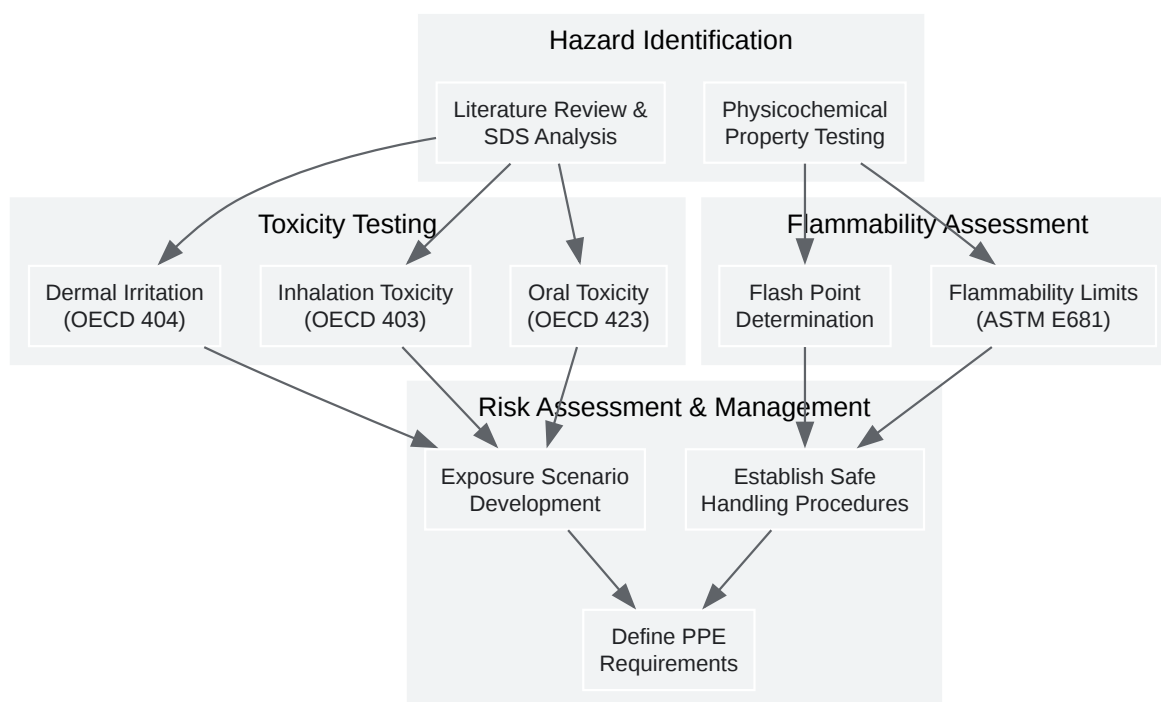 Hazard Identification
Literature Review &
SDS Analysis
Physicochemical
Property Testing
Toxicity Testing
Flammability Assessment
Dermal Irritation
(OECD 404)
Inhalation Toxicity
(OECD 403)
Oral Toxicity
(OECD 423)
Flash Point
Determination
Flammability Limits
(ASTM E681)
Risk Assessment & Management
Exposure Scenario
Development
Establish Safe
Handling Procedures
Define PPE
Requirements